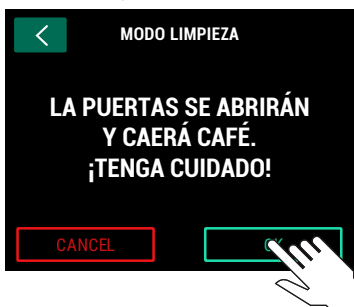 MODO LIMPIEZA
LA PUERTAS SE ABRIRÁN
Y CAERÁ CAFÉ.
¡TENGA CUIDADO!
CANCEL